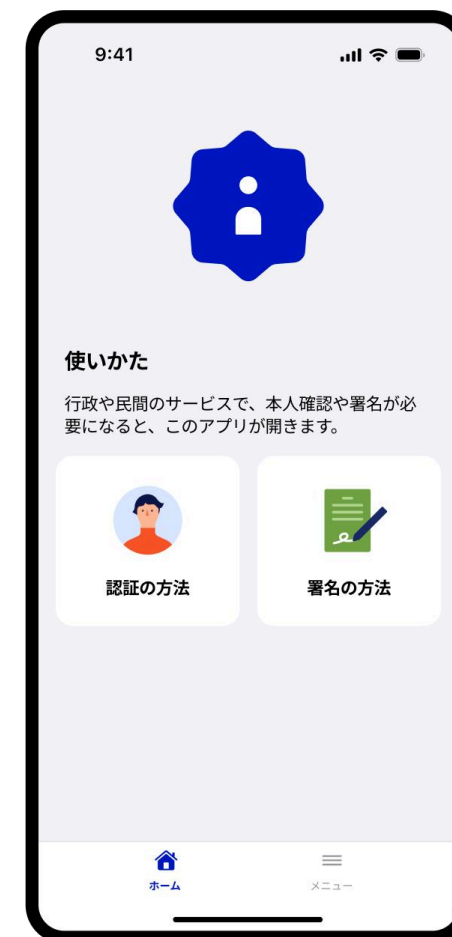 9:41
使いかた
行政や民間のサービスで、本人確認や署名が必
要になると、このアプリが開きます。
認証の方法
署名の方法
ホーム
メニュー